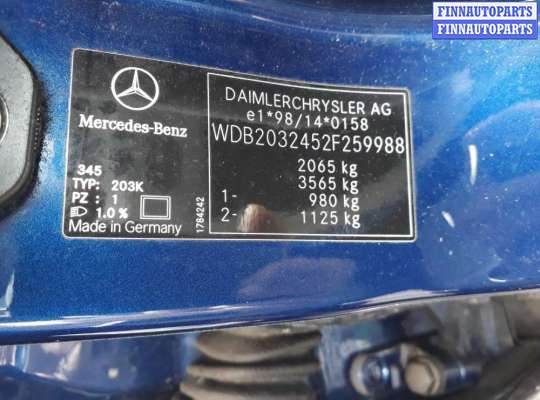 FINNAUTOPARTS
FINNAUTOPARTS
Mercedes-Benz
345
TYP: 203K
PZ : 1
1.0 %
Made in Germany
1784242
DAIMLERCHRYSLER AG
e1*98/14*0158
WDB2032452F259988
2065 kg
3565 kg
1- 980 kg
2- 1125 kg